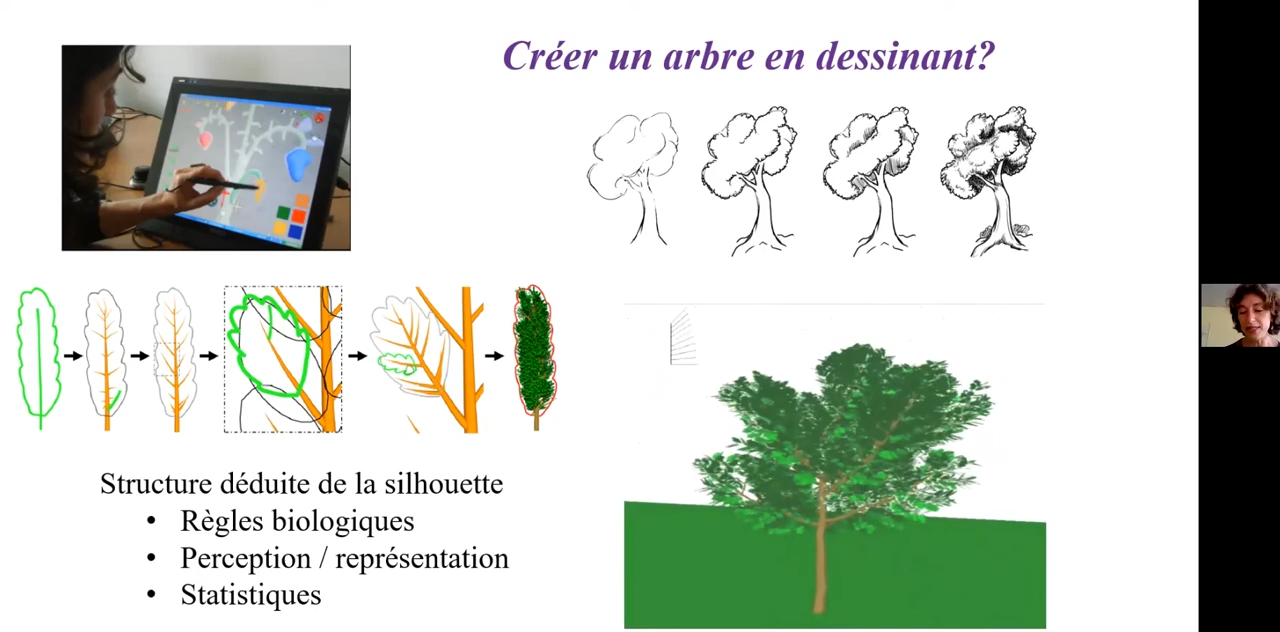 Créer un arbre en dessinant?
Structure déduite de la silhouette
• Règles biologiques
• Perception / représentation
• Statistiques